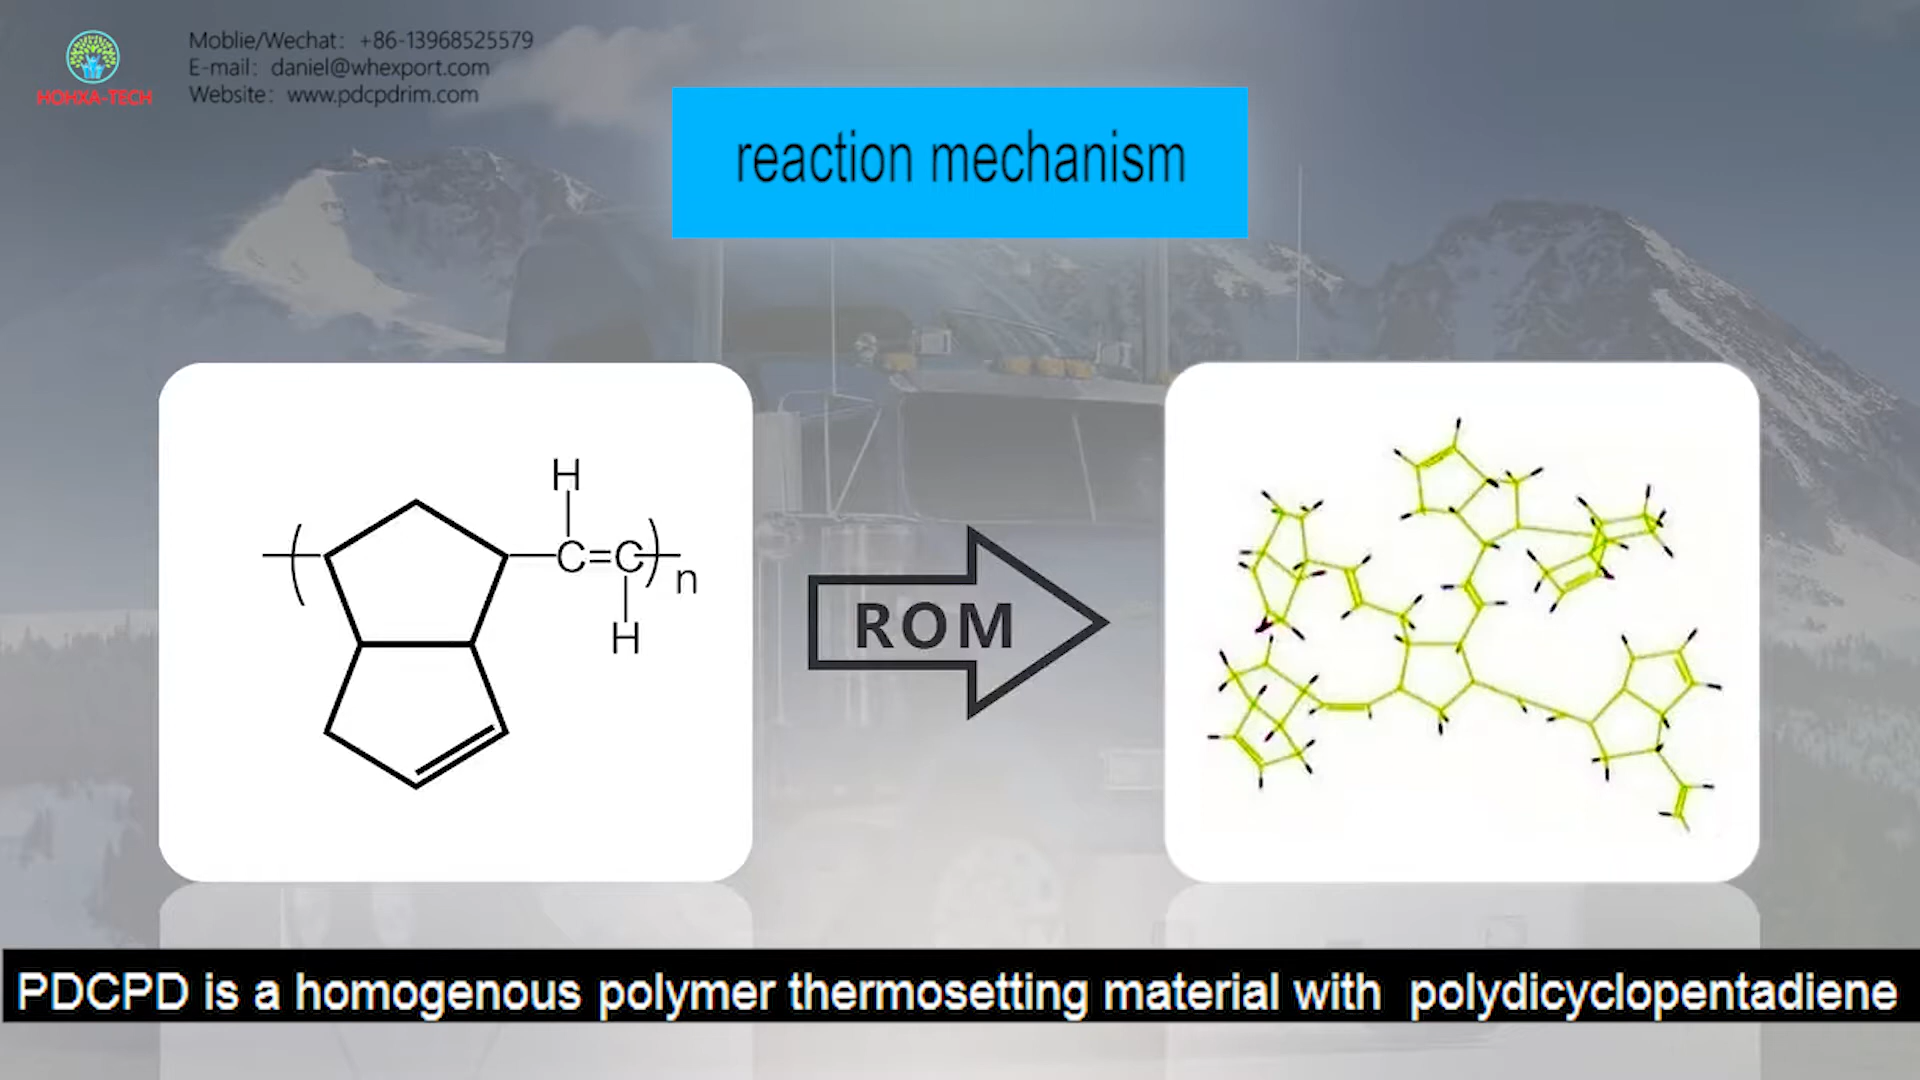 HOHXA-TECH
Moblie/Wechat: +86-13968525579
E-mail: daniel@whexport.com
Website: www.pdcpdrim.com
reaction mechanism
H
C=C
n
H
ROM
PDCPD is a homogenous polymer thermosetting material with polydicyclopentadiene